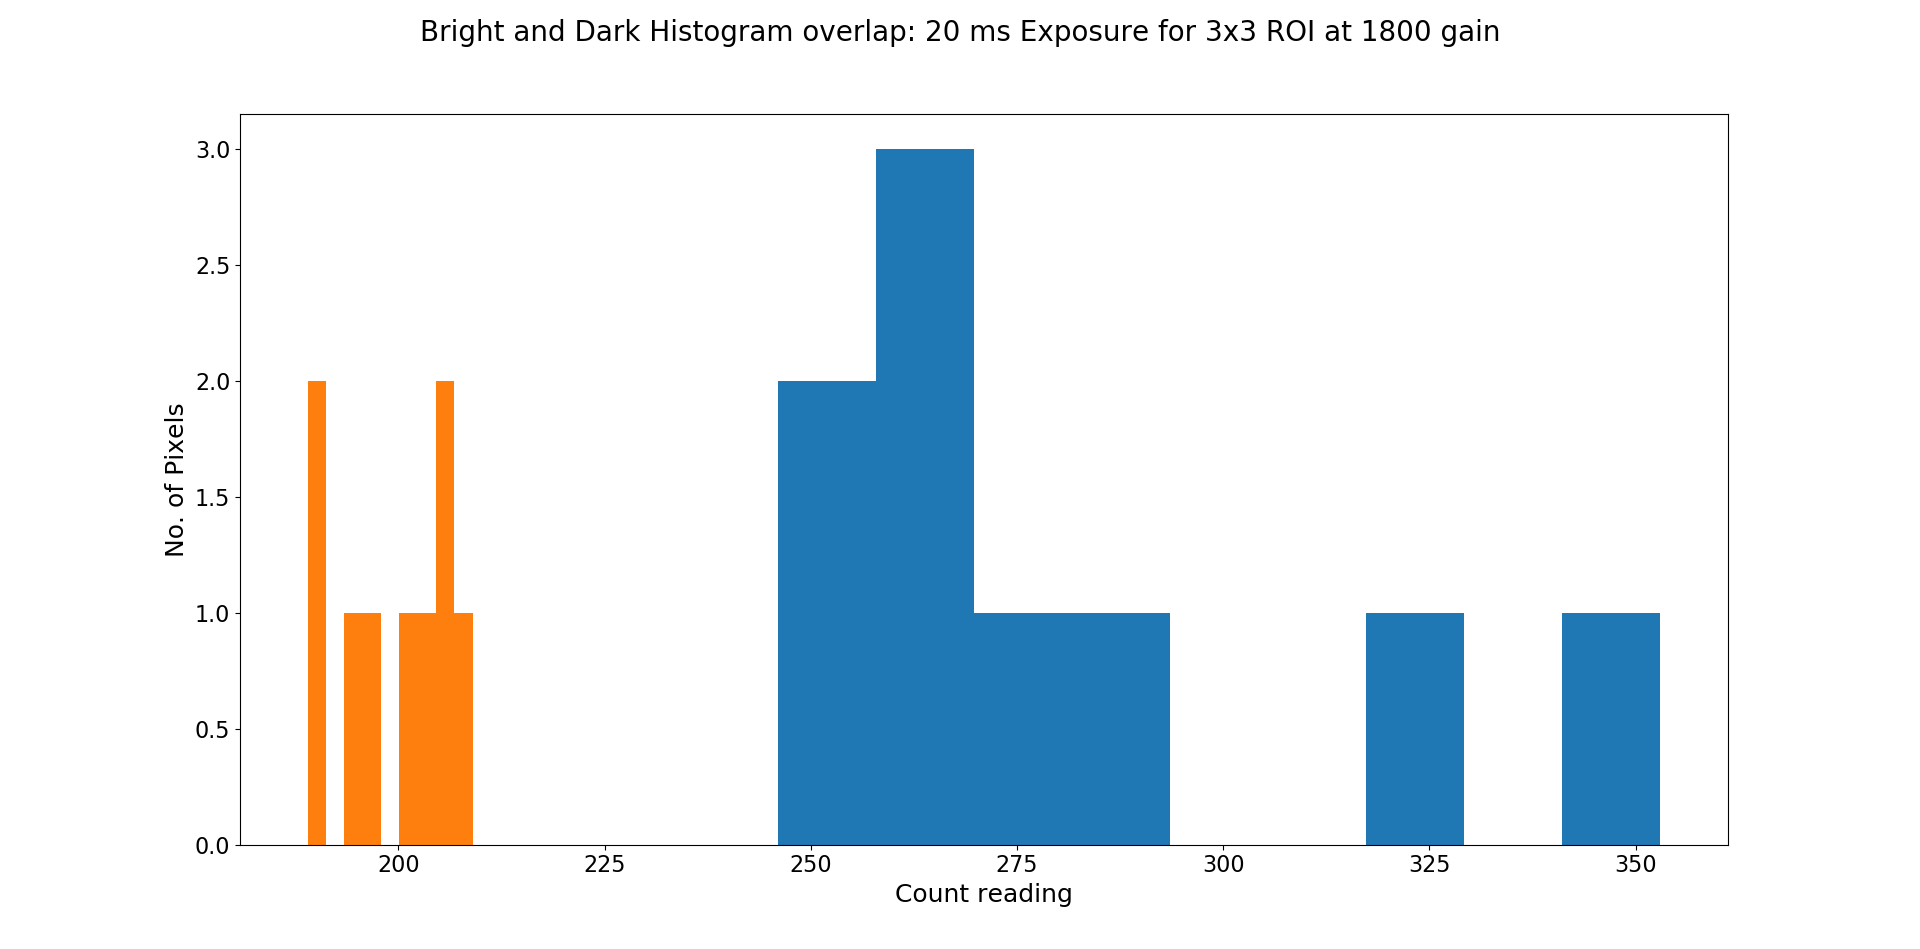 Bright and Dark Histogram overlap: 20 ms Exposure for 3x3 ROI at 1800 gain
3.0
2.5
2.0
1.5
1.0
0.5
0.0
No. of Pixels
200 225 250 275 300 325 350
Count reading